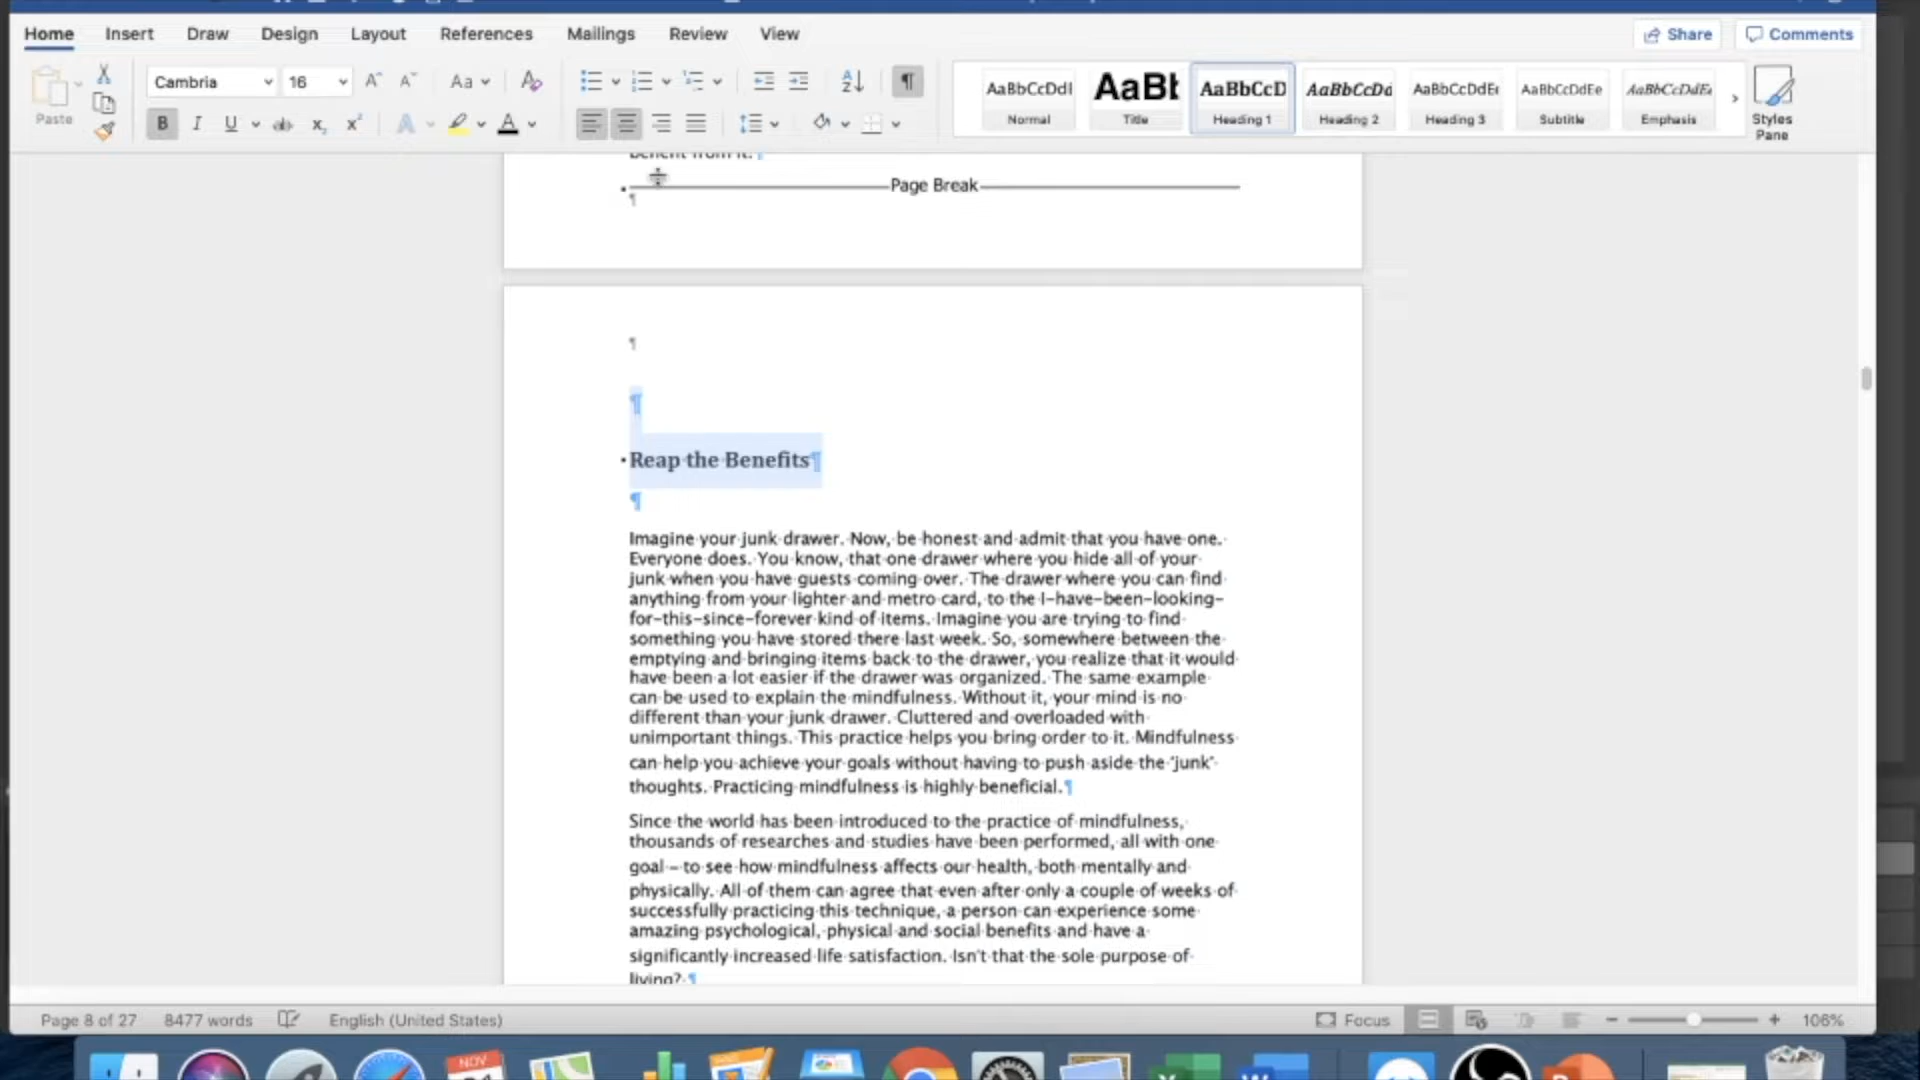 Home Insert Draw Design Layout References Mailings Review View Share Comments
Cambria 16 Aa
Paste
B I U ab x x² A A
AaBbCcDdI AaBb AaBbCcD AaBbCcDd AaBbCcDdEe AaBbCcDdEe AaBbCcDdEe
Normal Title Heading 1 Heading 2 Heading 3 Subtitle Emphasis
Styles
Pane
benefit from it.
Page Break
Reap the Benefits
Imagine your junk drawer. Now, be honest and admit that you have one.
Everyone does. You know, that one drawer where you hide all of your
junk when you have guests coming over. The drawer where you can find
anything from your lighter and metro card, to the I-have-been-looking-
for-this-since-forever kind of items. Imagine you are trying to find
something you have stored there last week. So, somewhere between the
emptying and bringing items back to the drawer, you realize that it would
have been a lot easier if the drawer was organized. The same example
can be used to explain the mindfulness. Without it, your mind is no
different than your junk drawer. Cluttered and overloaded with
unimportant things. This practice helps you bring order to it. Mindfulness
can help you achieve your goals without having to push aside the 'junk'
thoughts. Practicing mindfulness is highly beneficial.
Since the world has been introduced to the practice of mindfulness,
thousands of researches and studies have been performed, all with one
goal – to see how mindfulness affects our health, both mentally and
physically. All of them can agree that even after only a couple of weeks of
successfully practicing this technique, a person can experience some
amazing psychological, physical and social benefits and have a
significantly increased life satisfaction. Isn't that the sole purpose of
living?
Page 8 of 27 8477 words English (United States) Focus 106%
NOV